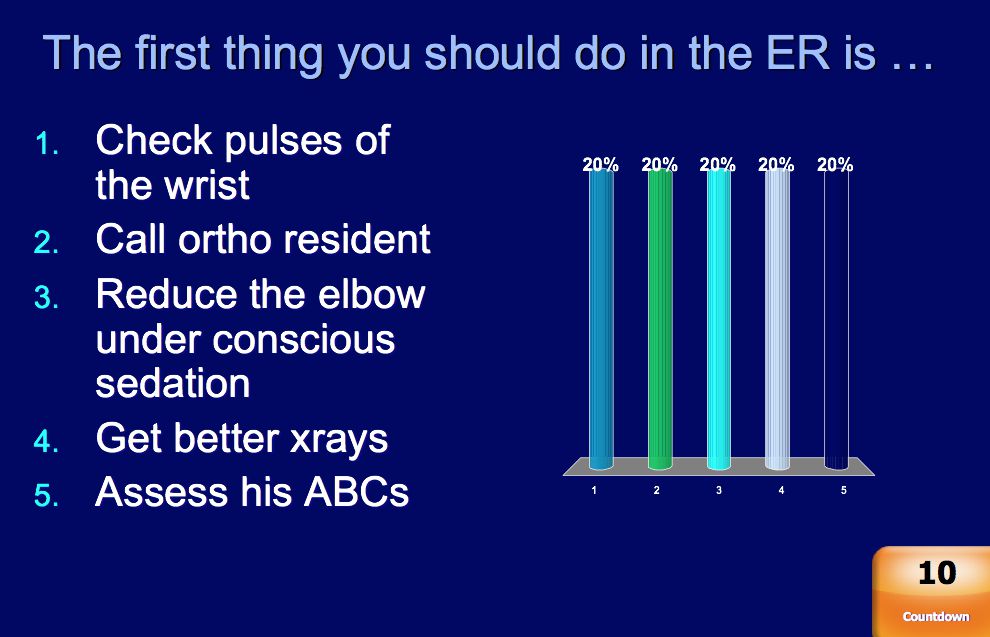 The first thing you should do in the ER is …
1. Check pulses of
the wrist
2. Call ortho resident
3. Reduce the elbow
under conscious
sedation
4. Get better xrays
5. Assess his ABCs
20% 20% 20% 20% 20%
1 2 3 4 5
10
Countdown